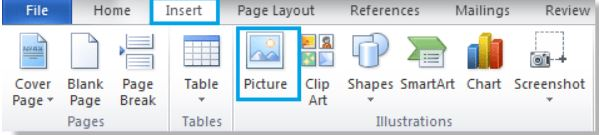 File Home Insert Page Layout References Mailings Review
Cover Page Blank Page Page Break Table Picture Clip Art Shapes SmartArt Chart Screenshot
Pages Tables Illustrations